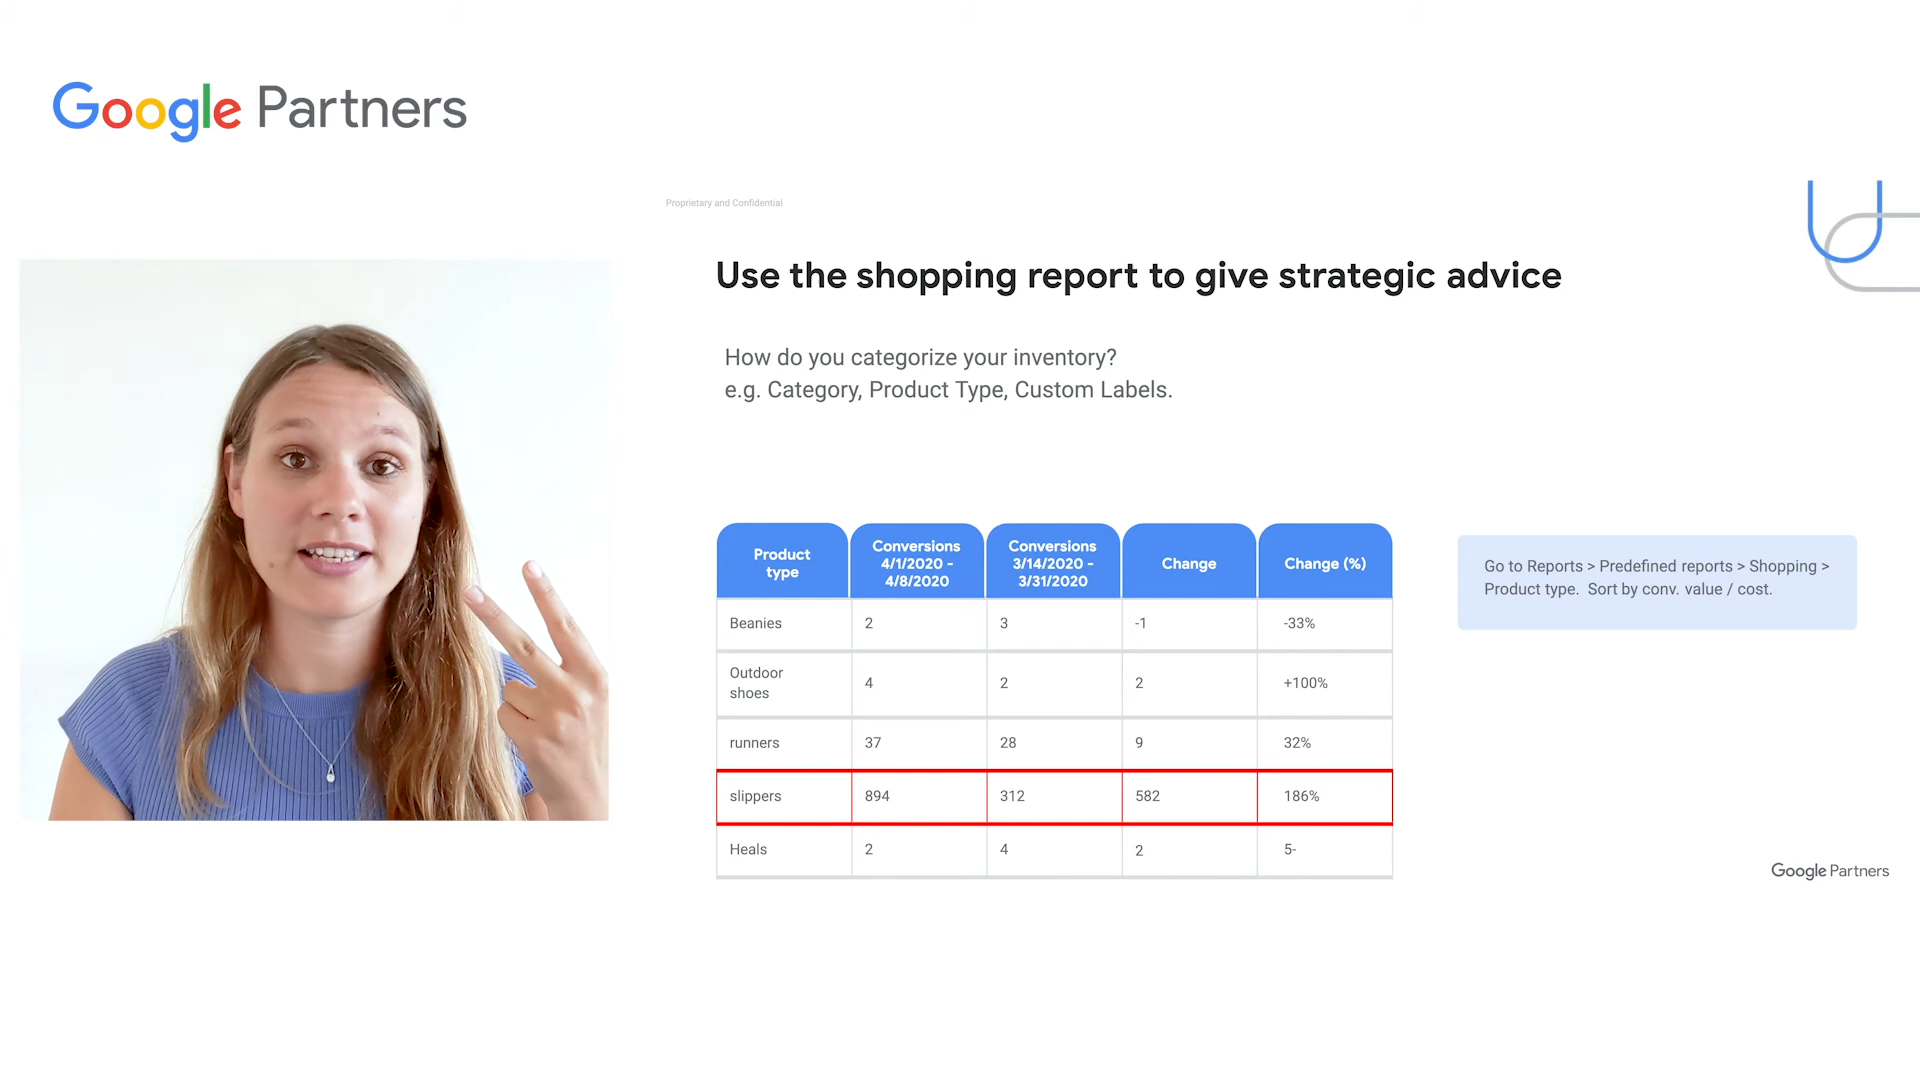 Google Partners
Proprietary and Confidential
Use the shopping report to give strategic advice
How do you categorize your inventory?
e.g. Category, Product Type, Custom Labels.
Product
type
Conversions
4/1/2020 -
4/8/2020
Conversions
3/14/2020 -
3/31/2020
Change
Change (%)
Beanies 2 3 -1 -33%
Outdoor
shoes 4 2 2 +100%
runners 37 28 9 32%
slippers 894 312 582 186%
Heals 2 4 2 5-
Go to Reports > Predefined reports > Shopping >
Product type. Sort by conv. value / cost.
Google Partners